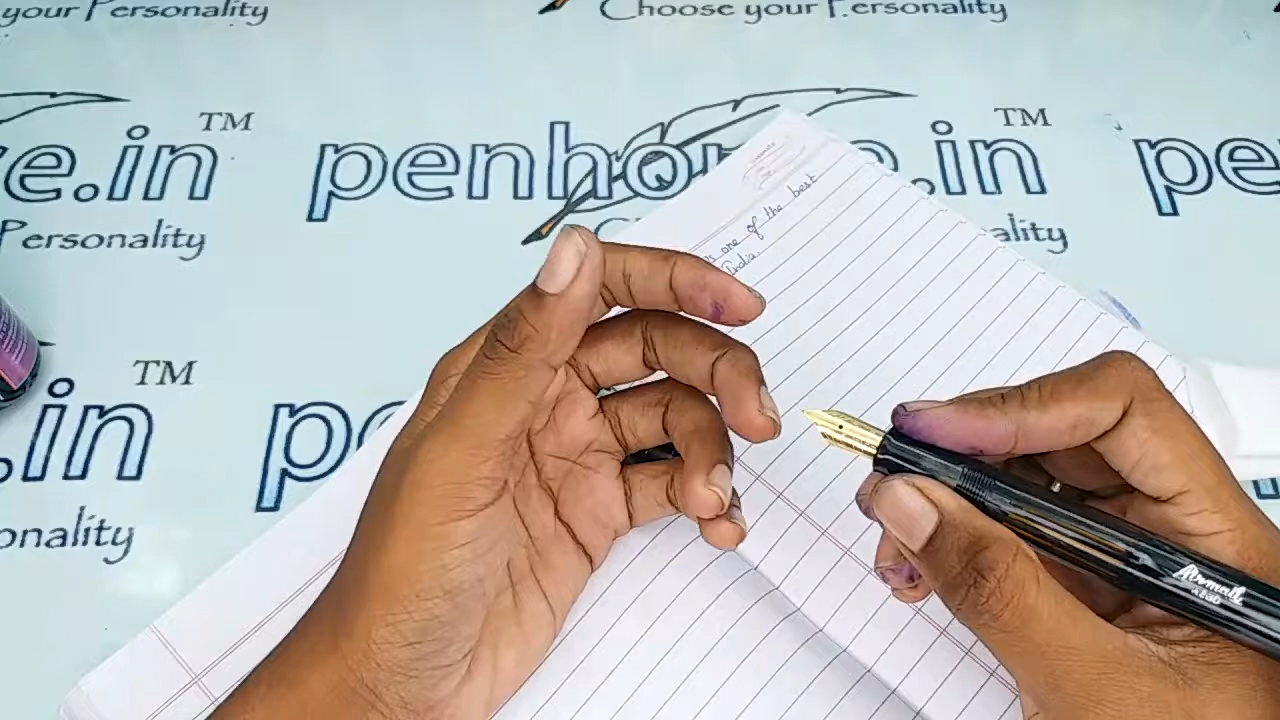 your Personality
Choose your Personality
TM
e.in
Personality
penho
TM
e.in
ality
pe
TM
.in
onality
p
is one of the best
India.
Airmail